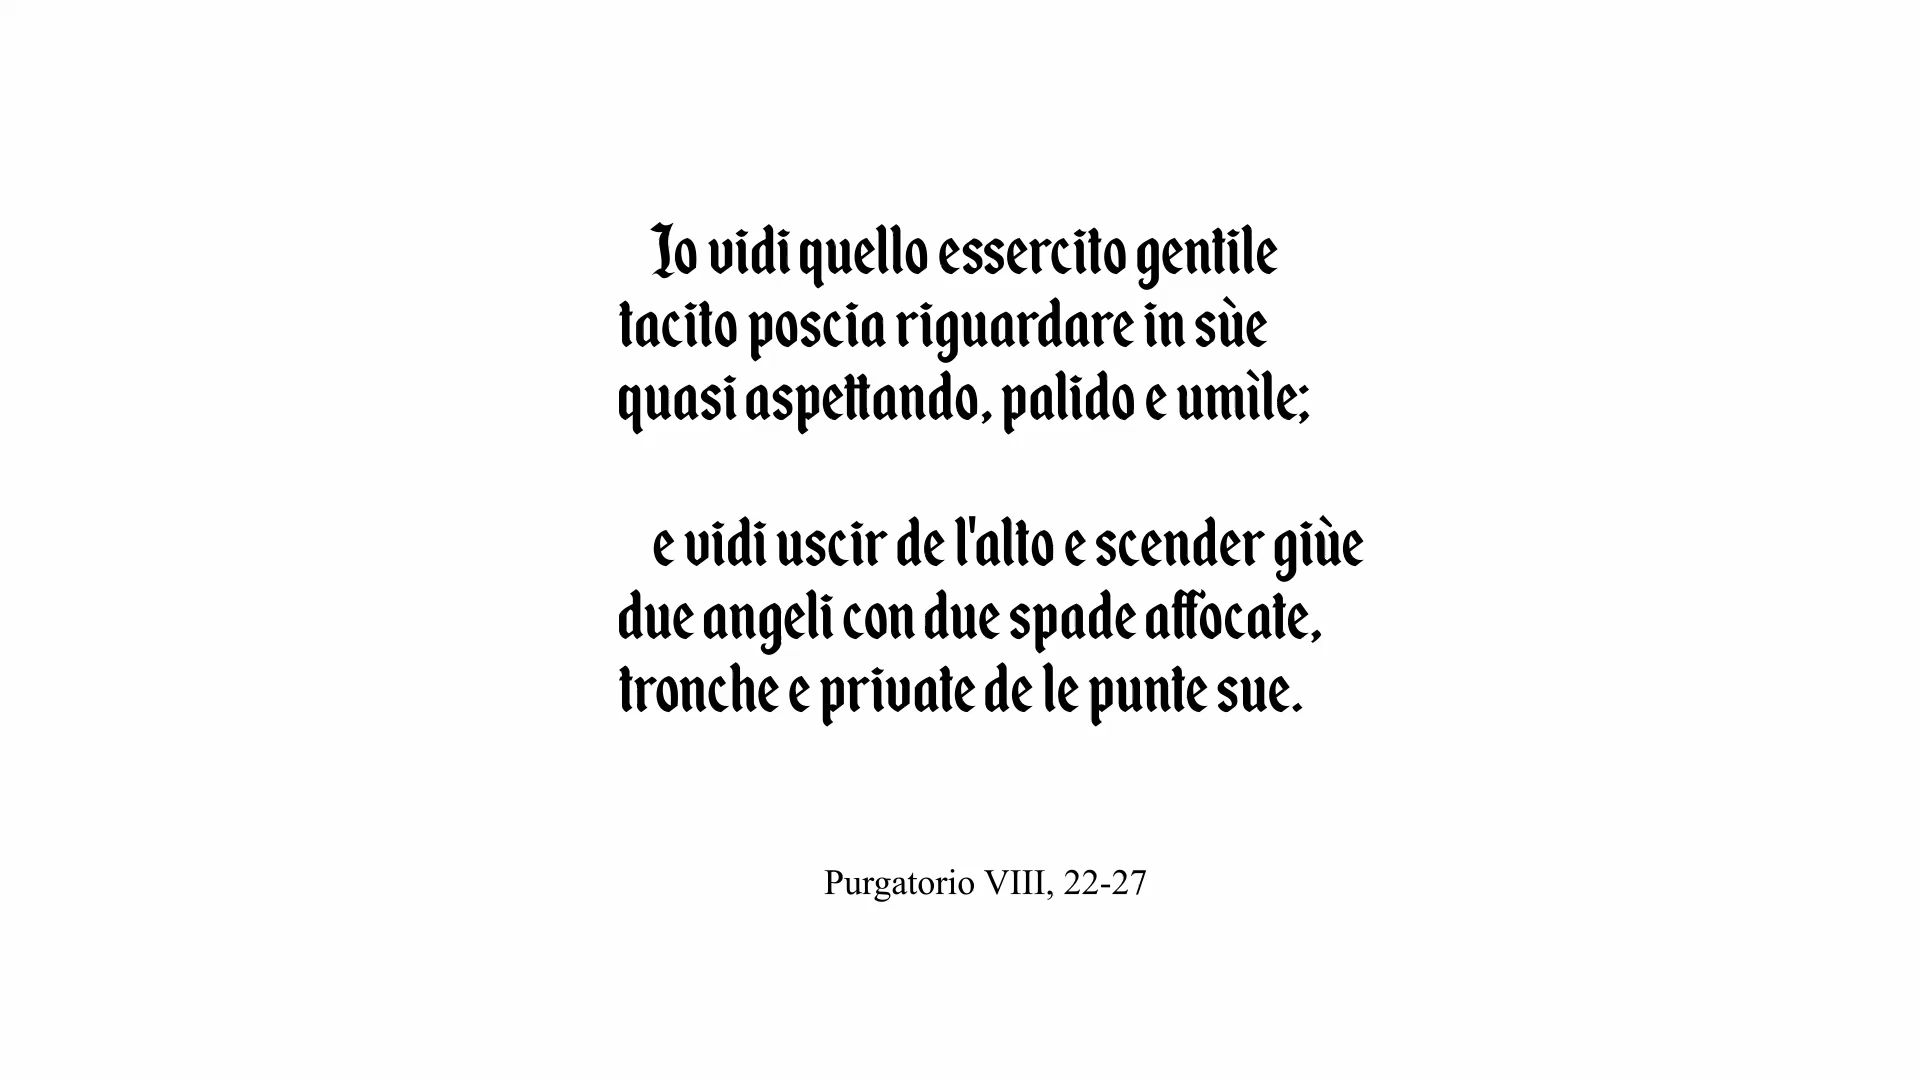 Io vidi quello essercito gentile
tacito poscia riguardare in sùe
quasi aspettando, palido e umìle;
e vidi uscir de l'alto e scender giùe
due angeli con due spade affocate,
tronche e private de le punte sue.
Purgatorio VIII, 22-27